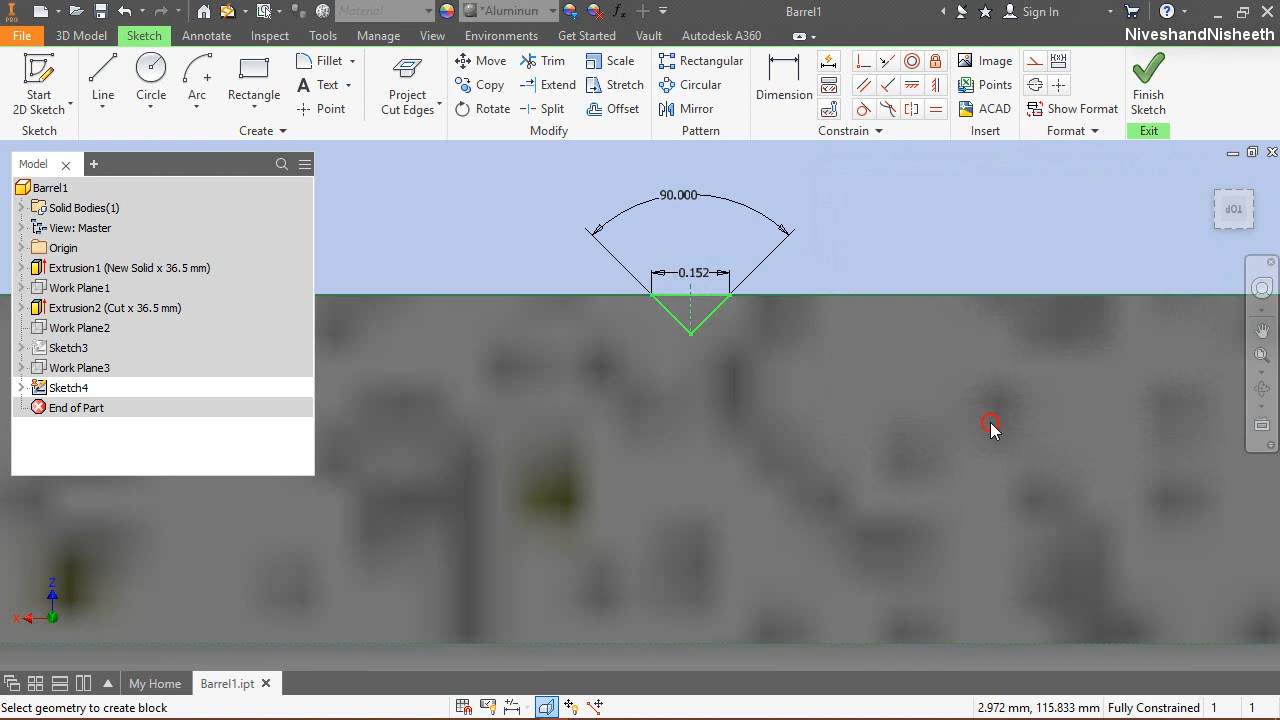 Material
*Aluminum
Barrel1
Sign In
PRO
File
3D Model
Sketch
Annotate
Inspect
Tools
Manage
View
Environments
Get Started
Vault
Autodesk A360
NiveshandNisheeth
Start
2D Sketch
Line
Circle
Arc
Rectangle
Fillet
Text
Point
Project
Cut Edges
Move
Copy
Rotate
Trim
Extend
Split
Scale
Stretch
Offset
Rectangular
Circular
Mirror
Dimension
Image
Points
ACAD
Show Format
Finish
Sketch
Sketch
Create
Modify
Pattern
Constrain
Insert
Format
Exit
Model
Barrel1
Solid Bodies(1)
View: Master
Origin
Extrusion1 (New Solid x 36.5 mm)
Work Plane1
Extrusion2 (Cut x 36.5 mm)
Work Plane2
Sketch3
Work Plane3
Sketch4
End of Part
90.000
0.152
TOP
Z
X
My Home
Barrel1.ipt
Select geometry to create block
2.972 mm, 115.833 mm
Fully Constrained
1
1